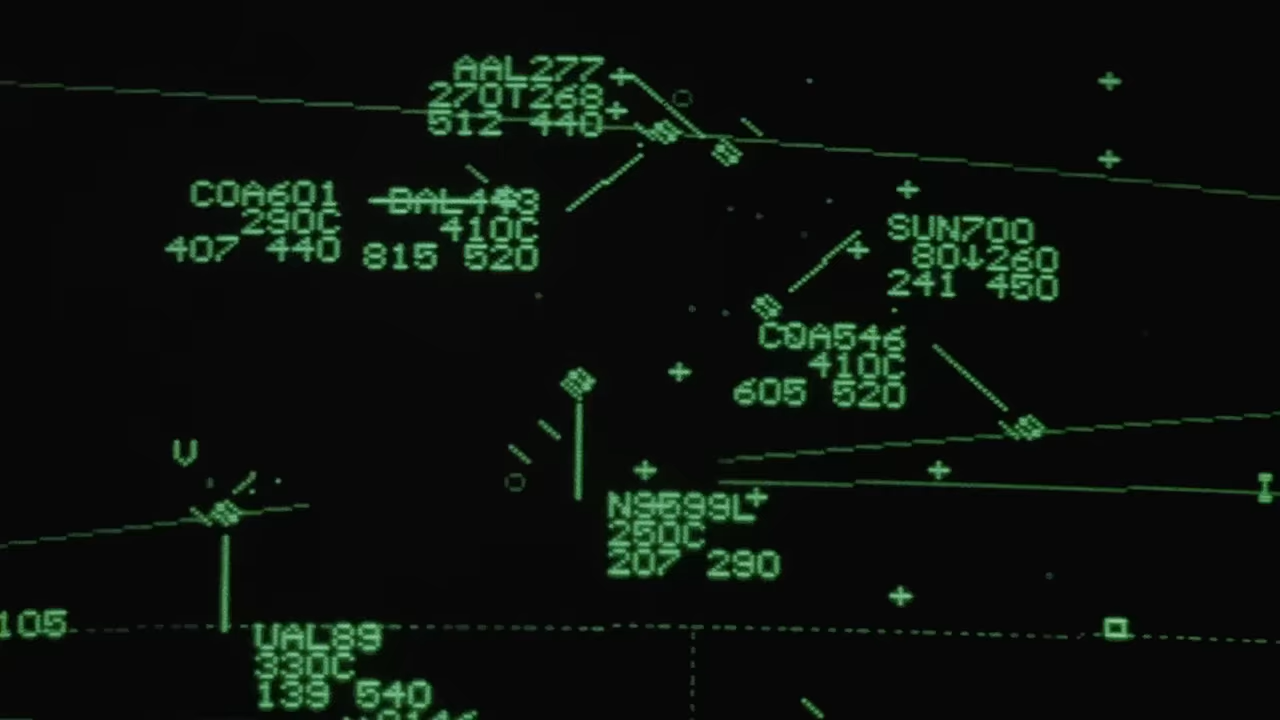 AAL277
270T268
512 440
COA601
290C
407 440
DAL443
410C
815 520
SUN700
80↓260
241 450
COA546
410C
605 520
V
N9599L
250C
207 290
I
105
UAL89
330C
139 540